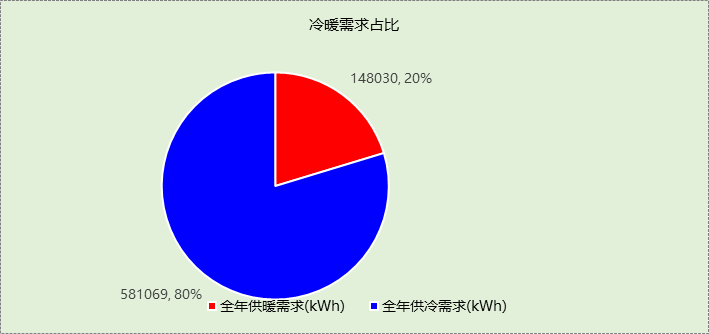 冷暖需求占比
148030, 20%
581069, 80%
全年供暖需求(kWh)
全年供冷需求(kWh)